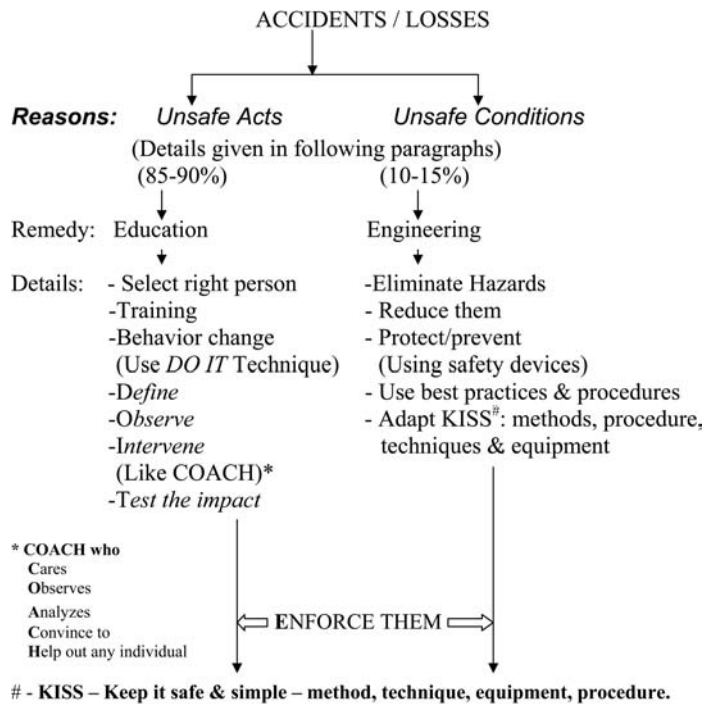 ACCIDENTS / LOSSES
Reasons: Unsafe Acts Unsafe Conditions
(Details given in following paragraphs)
(85-90%) (10-15%)
Remedy: Education Engineering
Details: - Select right person -Eliminate Hazards
-Training - Reduce them
-Behavior change - Protect/prevent
(Use DO IT Technique) (Using safety devices)
-Define - Use best practices & procedures
-Observe - Adapt KISS#: methods, procedure,
-Intervene techniques & equipment
(Like COACH)*
-Test the impact
* COACH who
Cares
Observes
Analyzes
Convince to
Help out any individual
ENFORCE THEM
# - KISS – Keep it safe & simple – method, technique, equipment, procedure.